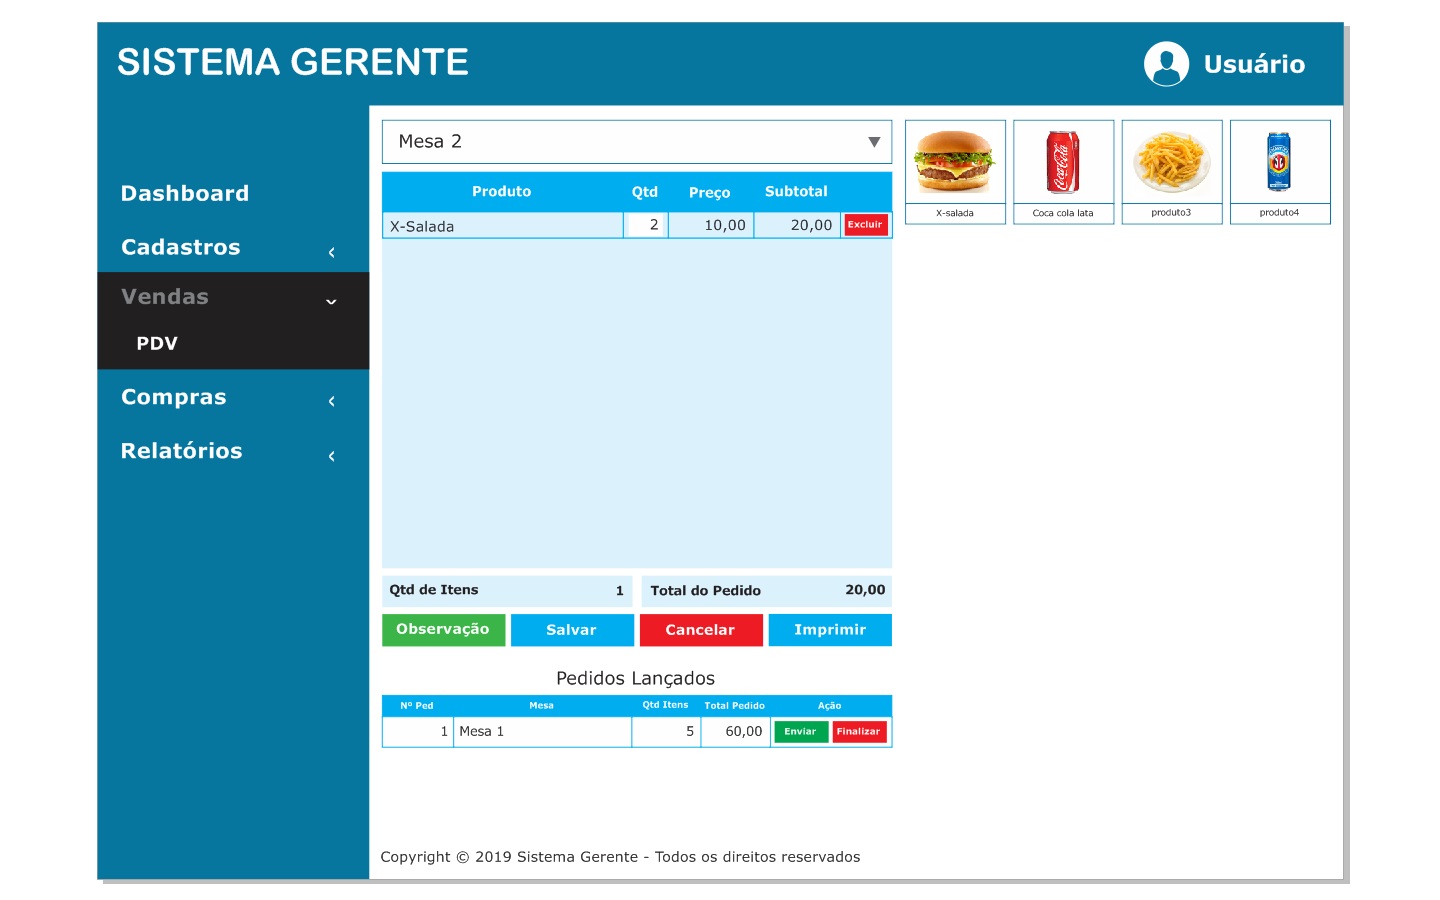 SISTEMA GERENTE
Usuário
Dashboard
Cadastros
Vendas
PDV
Compras
Relatórios
Mesa 2
Produto Qtd Preço Subtotal
X-Salada 2 10,00 20,00 Excluir
Qtd de Itens 1 Total do Pedido 20,00
Observação Salvar Cancelar Imprimir
Pedidos Lançados
Nº Ped Mesa Qtd Itens Total Pedido Ação
1 Mesa 1 5 60,00 Enviar Finalizar
Coca-Cola
X-salada Coca cola lata produto3 produto4
Copyright © 2019 Sistema Gerente - Todos os direitos reservados